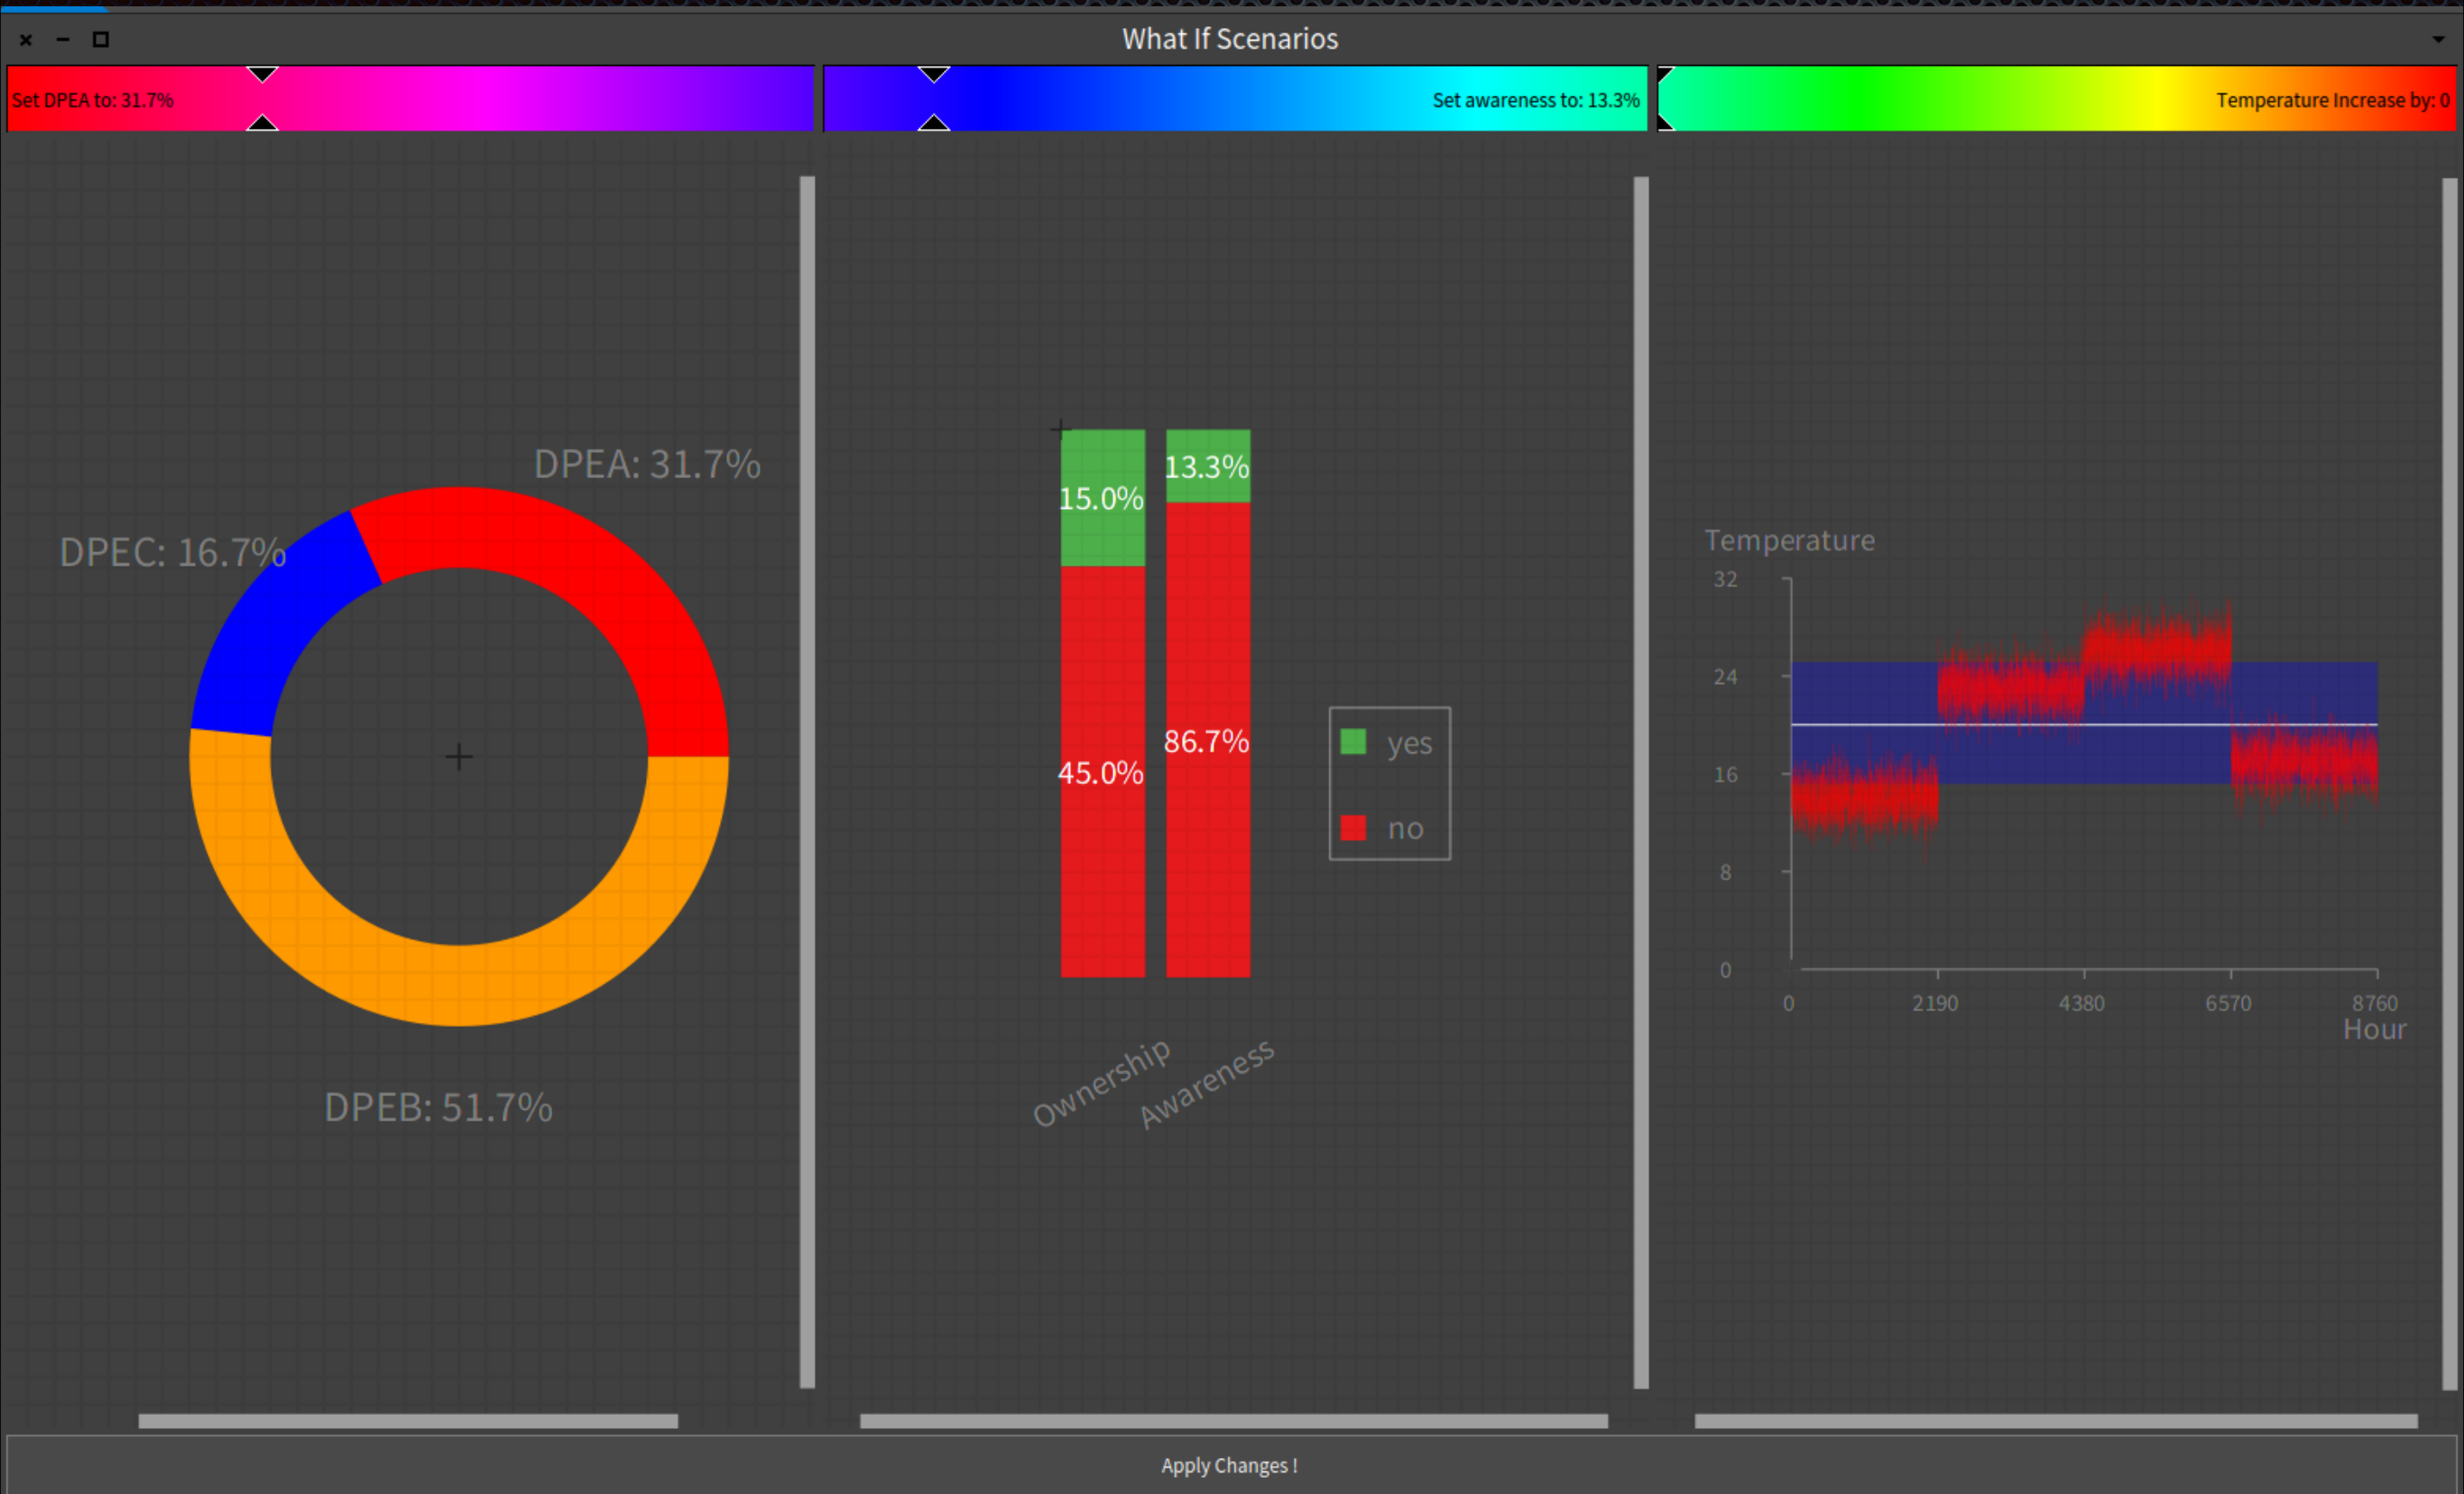 What If Scenarios
Set DPEA to: 31.7%
Set awareness to: 13.3%
Temperature Increase by: 0
DPEA: 31.7%
DPEC: 16.7%
DPEB: 51.7%
15.0%
13.3%
45.0%
86.7%
yes
no
Ownership
Awareness
Temperature
32
24
16
8
0
0 2190 4380 6570 8760
Hour
Apply Changes !